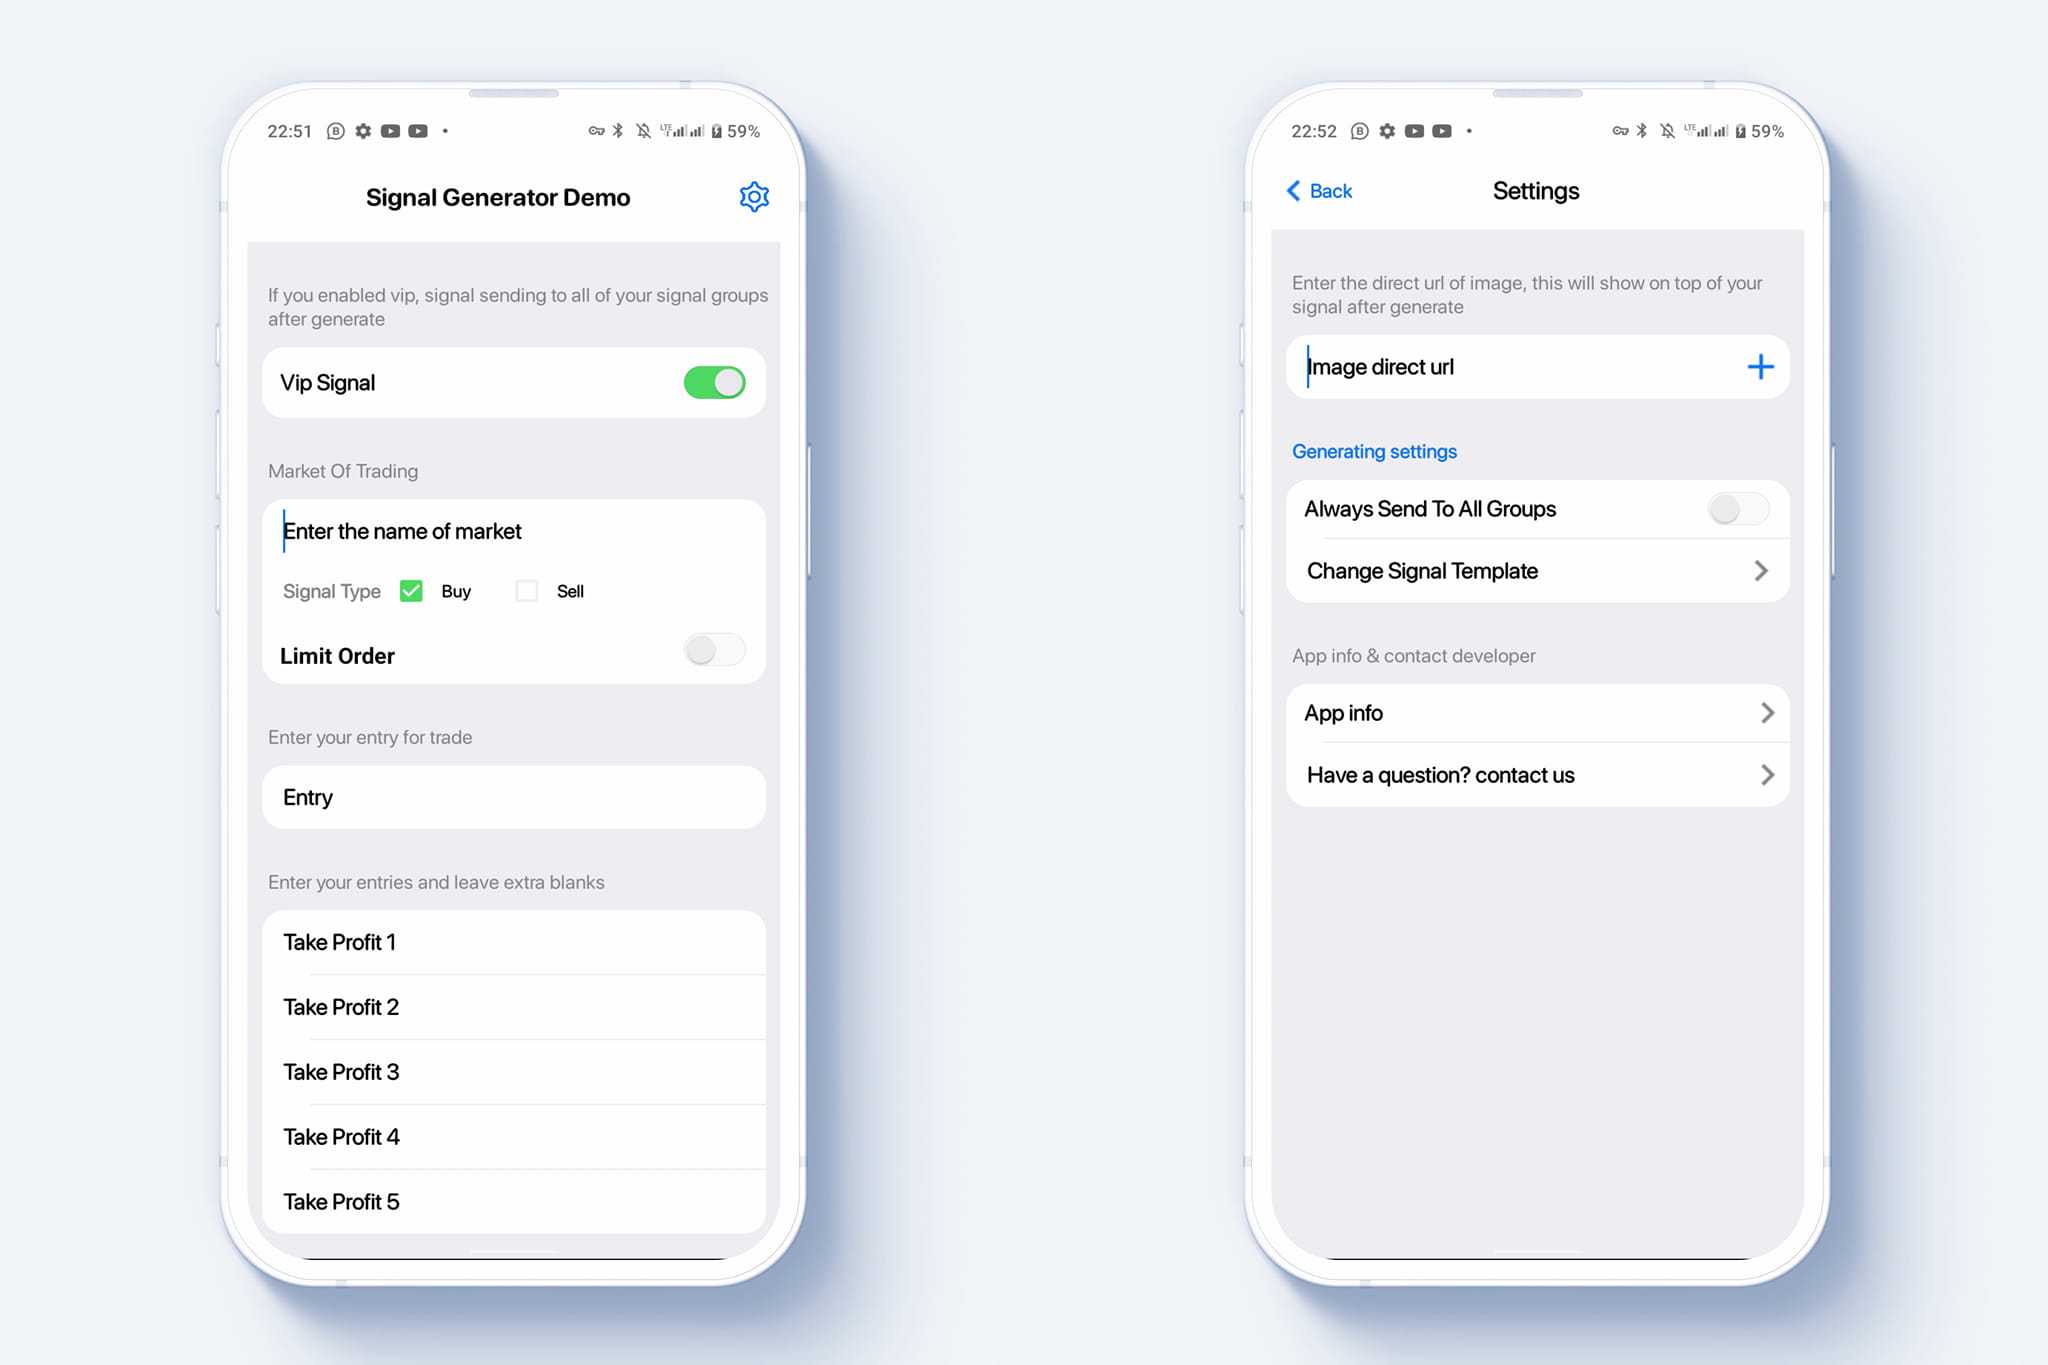 22:51
59%
Signal Generator Demo
If you enabled vip, signal sending to all of your signal groups
after generate
Vip Signal
Market Of Trading
Enter the name of market
Signal Type Buy Sell
Limit Order
Enter your entry for trade
Entry
Enter your entries and leave extra blanks
Take Profit 1
Take Profit 2
Take Profit 3
Take Profit 4
Take Profit 5
22:52
59%
Back
Settings
Enter the direct url of image, this will show on top of your
signal after generate
Image direct url
Generating settings
Always Send To All Groups
Change Signal Template
App info & contact developer
App info
Have a question? contact us